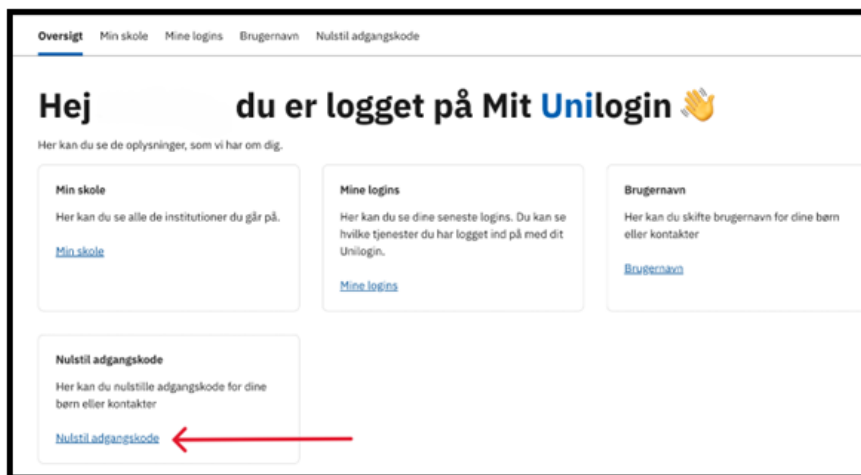 Oversigt Min skole Mine logins Brugernavn Nulstil adgangskode
Hej du er logget på Mit Unilogin 👋
Her kan du se de oplysninger, som vi har om dig.
Min skole
Her kan du se alle de institutioner du går på.
Min skole
Mine logins
Her kan du se dine seneste logins. Du kan se
hvilke tjenester du har logget ind på med dit
Unilogin.
Mine logins
Brugernavn
Her kan du skifte brugernavn for dine børn
eller kontakter
Brugernavn
Nulstil adgangskode
Her kan du nulstille adgangskode for dine
børn eller kontakter
Nulstil adgangskode